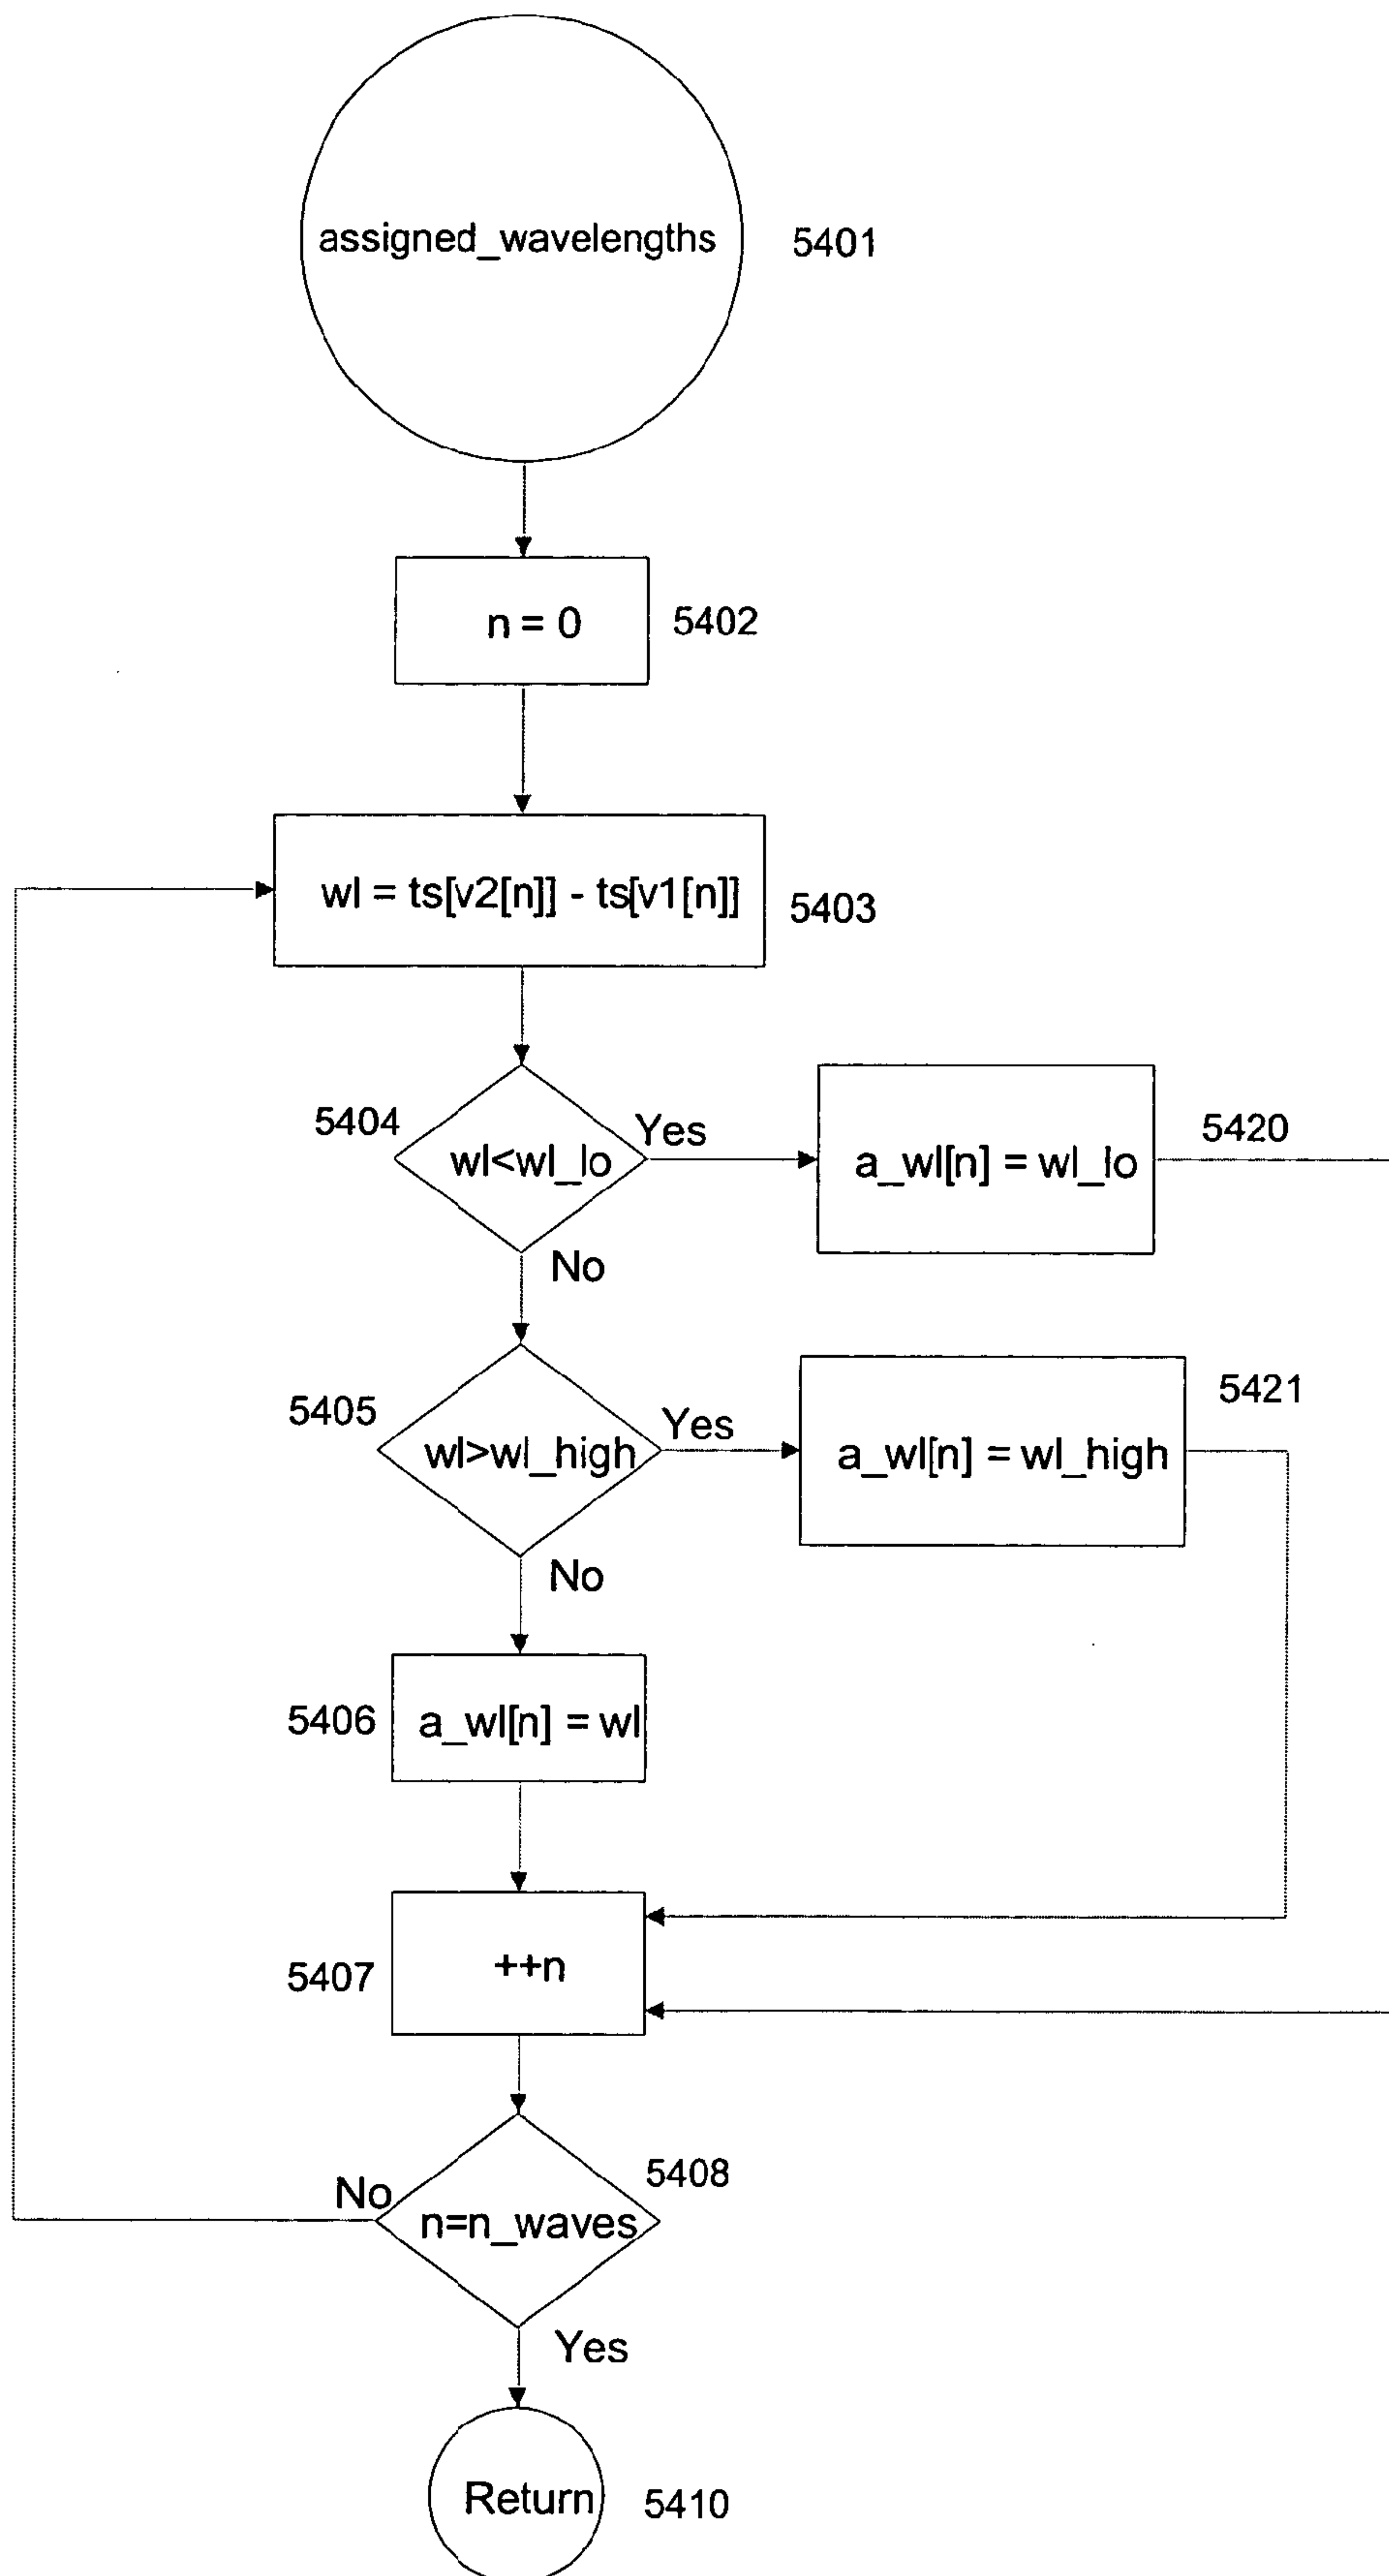 assigned_wavelengths
5401
n = 0
5402
wl = ts[v2[n]] - ts[v1[n]]
5403
5404
wl<wl_lo
Yes
a_wl[n] = wl_lo
5420
No
5405
wl>wl_high
Yes
a_wl[n] = wl_high
5421
No
5406
a_wl[n] = wl
5407
++n
5408
No
n=n_waves
Yes
Return
5410